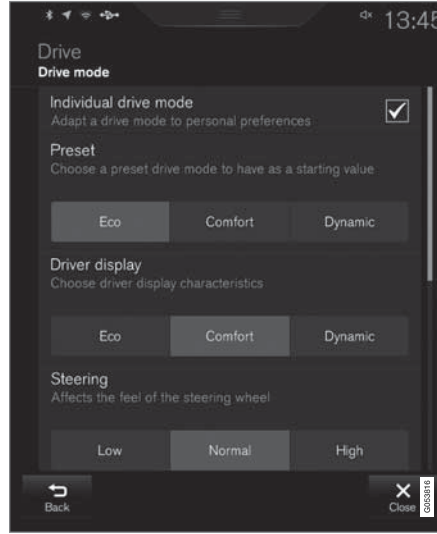 13:45
Drive
Drive mode
Individual drive mode
Adapt a drive mode to personal preferences
Preset
Choose a preset drive mode to have as a starting value
Eco Comfort Dynamic
Driver display
Choose driver display characteristics
Eco Comfort Dynamic
Steering
Affects the feel of the steering wheel
Low Normal High
Back
Close
G053816